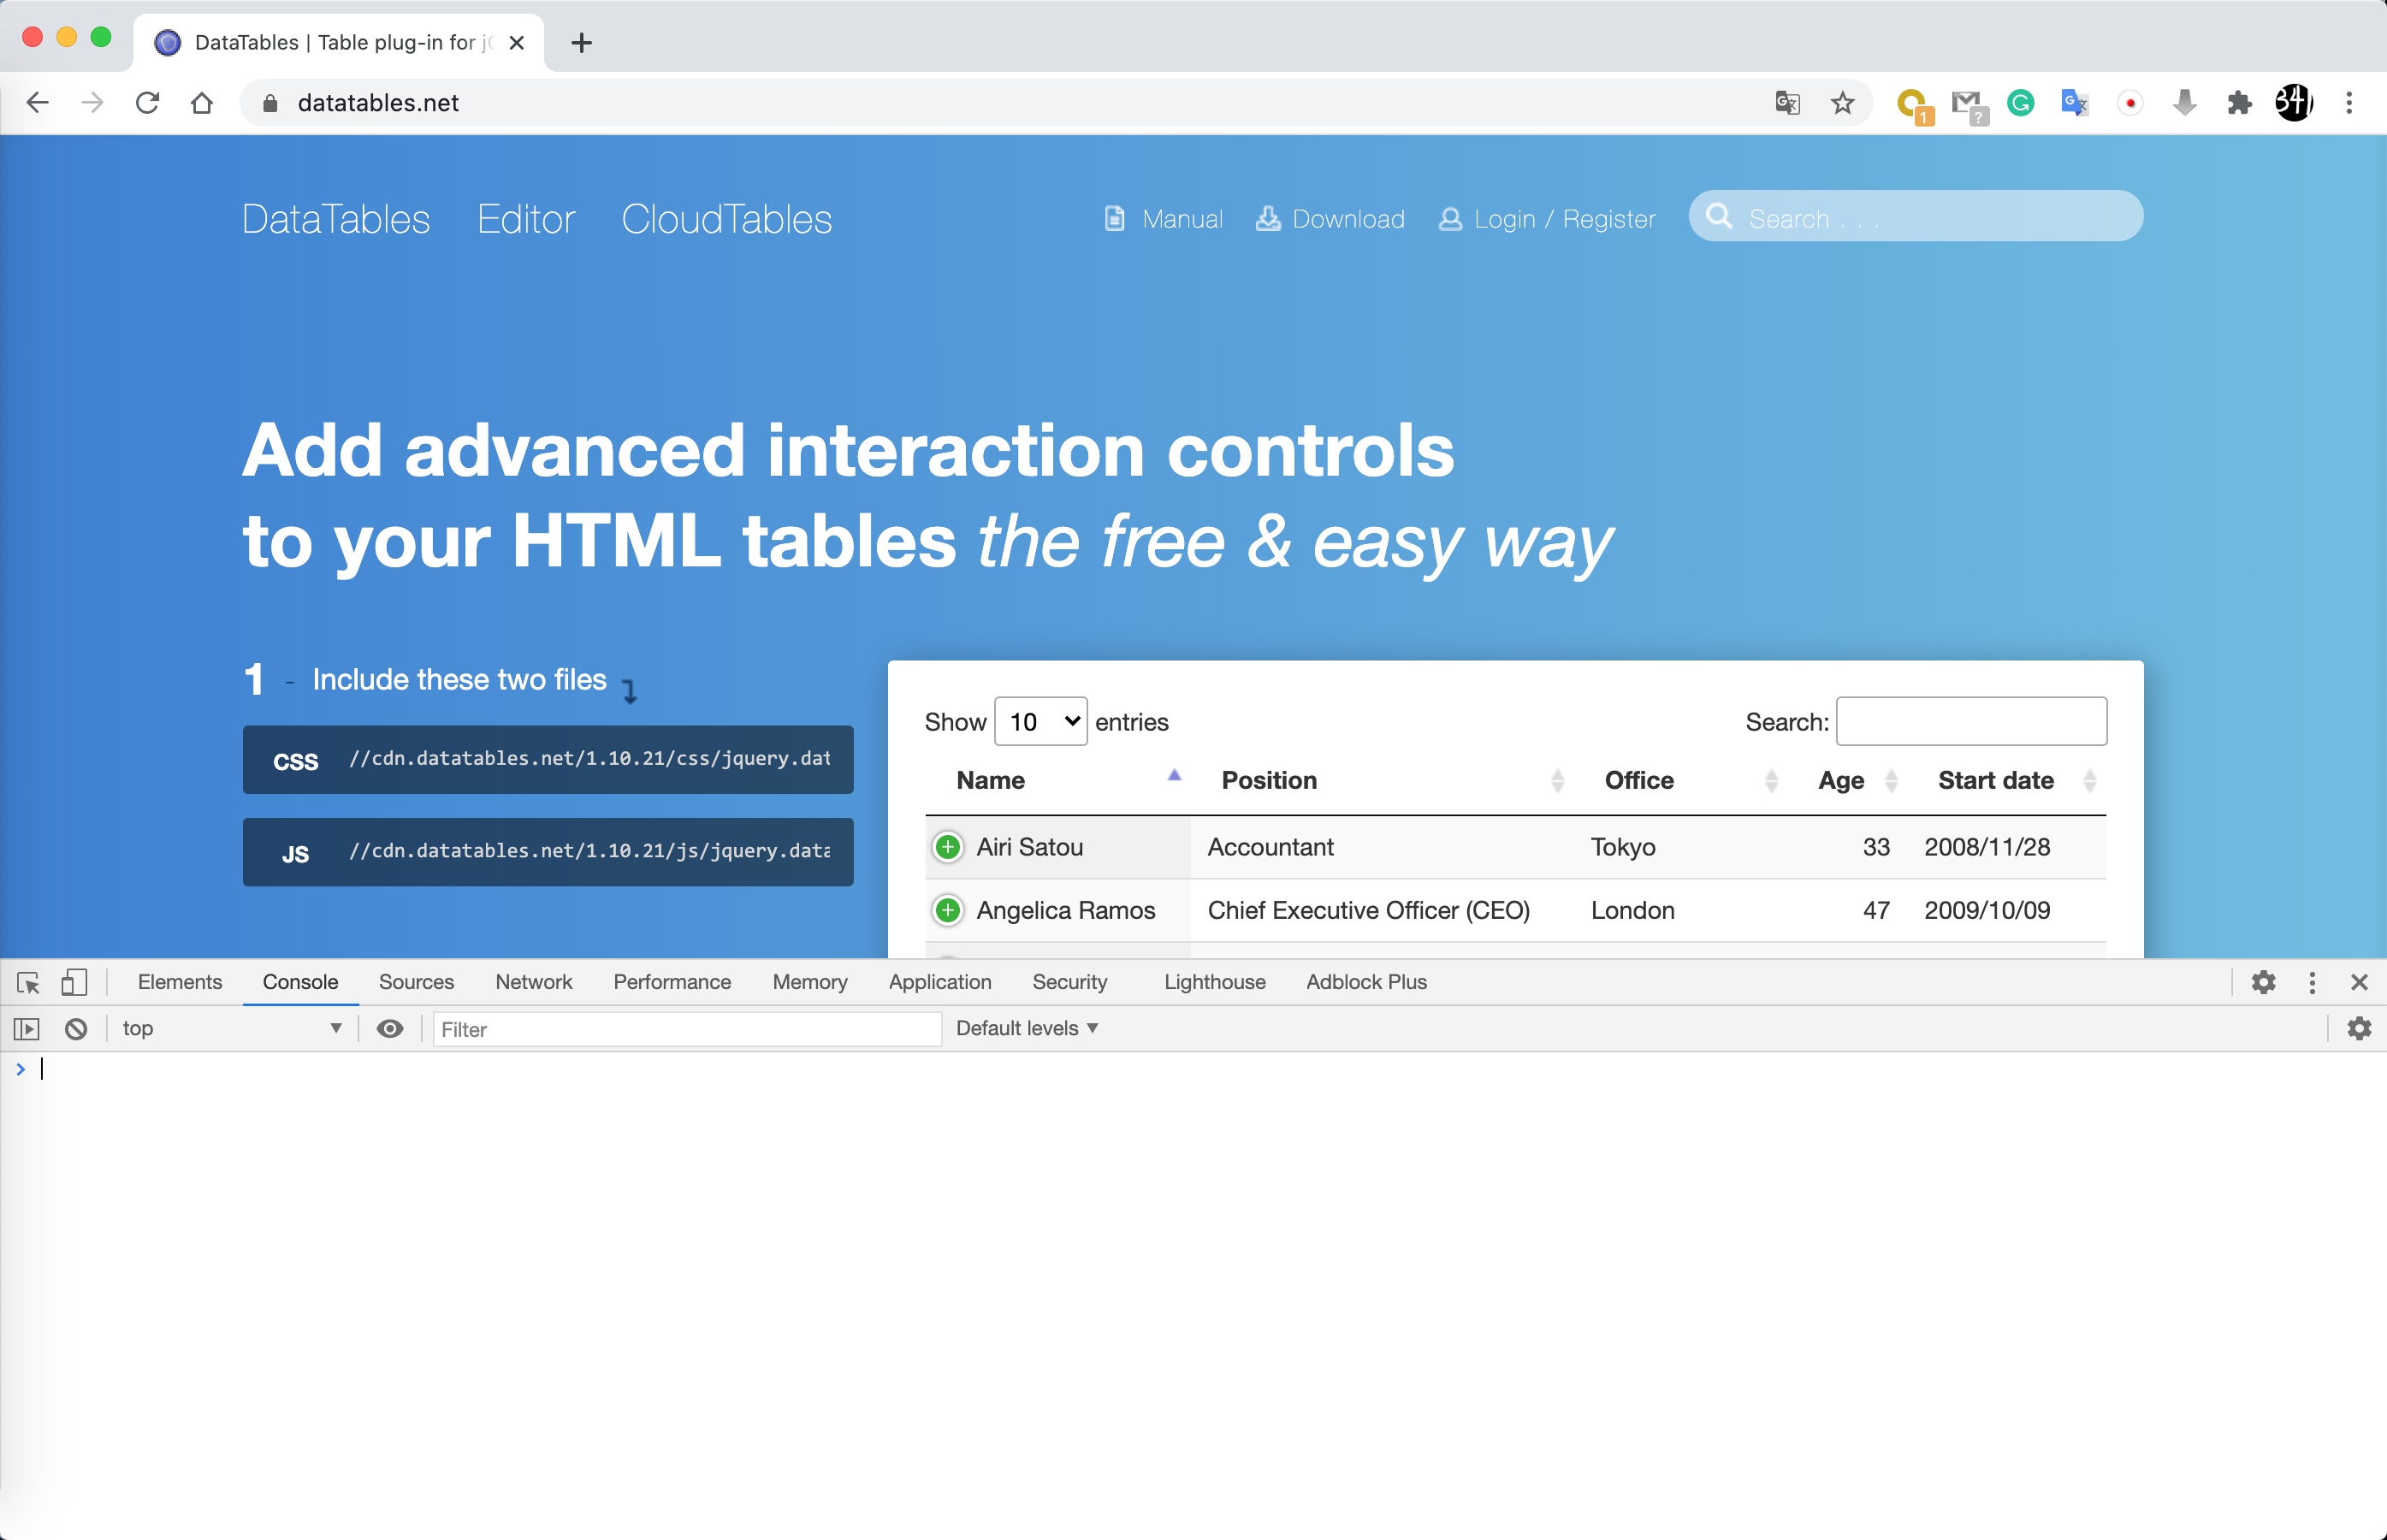 DataTables | Table plug-in for j
datatables.net
1
?
34
DataTables Editor CloudTables
Manual Download Login / Register Search . . .
Add advanced interaction controls
to your HTML tables the free & easy way
1 - Include these two files
CSS //cdn.datatables.net/1.10.21/css/jquery.dat
JS //cdn.datatables.net/1.10.21/js/jquery.data
Show 10 entries Search:
Name Position Office Age Start date
Airi Satou Accountant Tokyo 33 2008/11/28
Angelica Ramos Chief Executive Officer (CEO) London 47 2009/10/09
Elements Console Sources Network Performance Memory Application Security Lighthouse Adblock Plus
top Filter Default levels